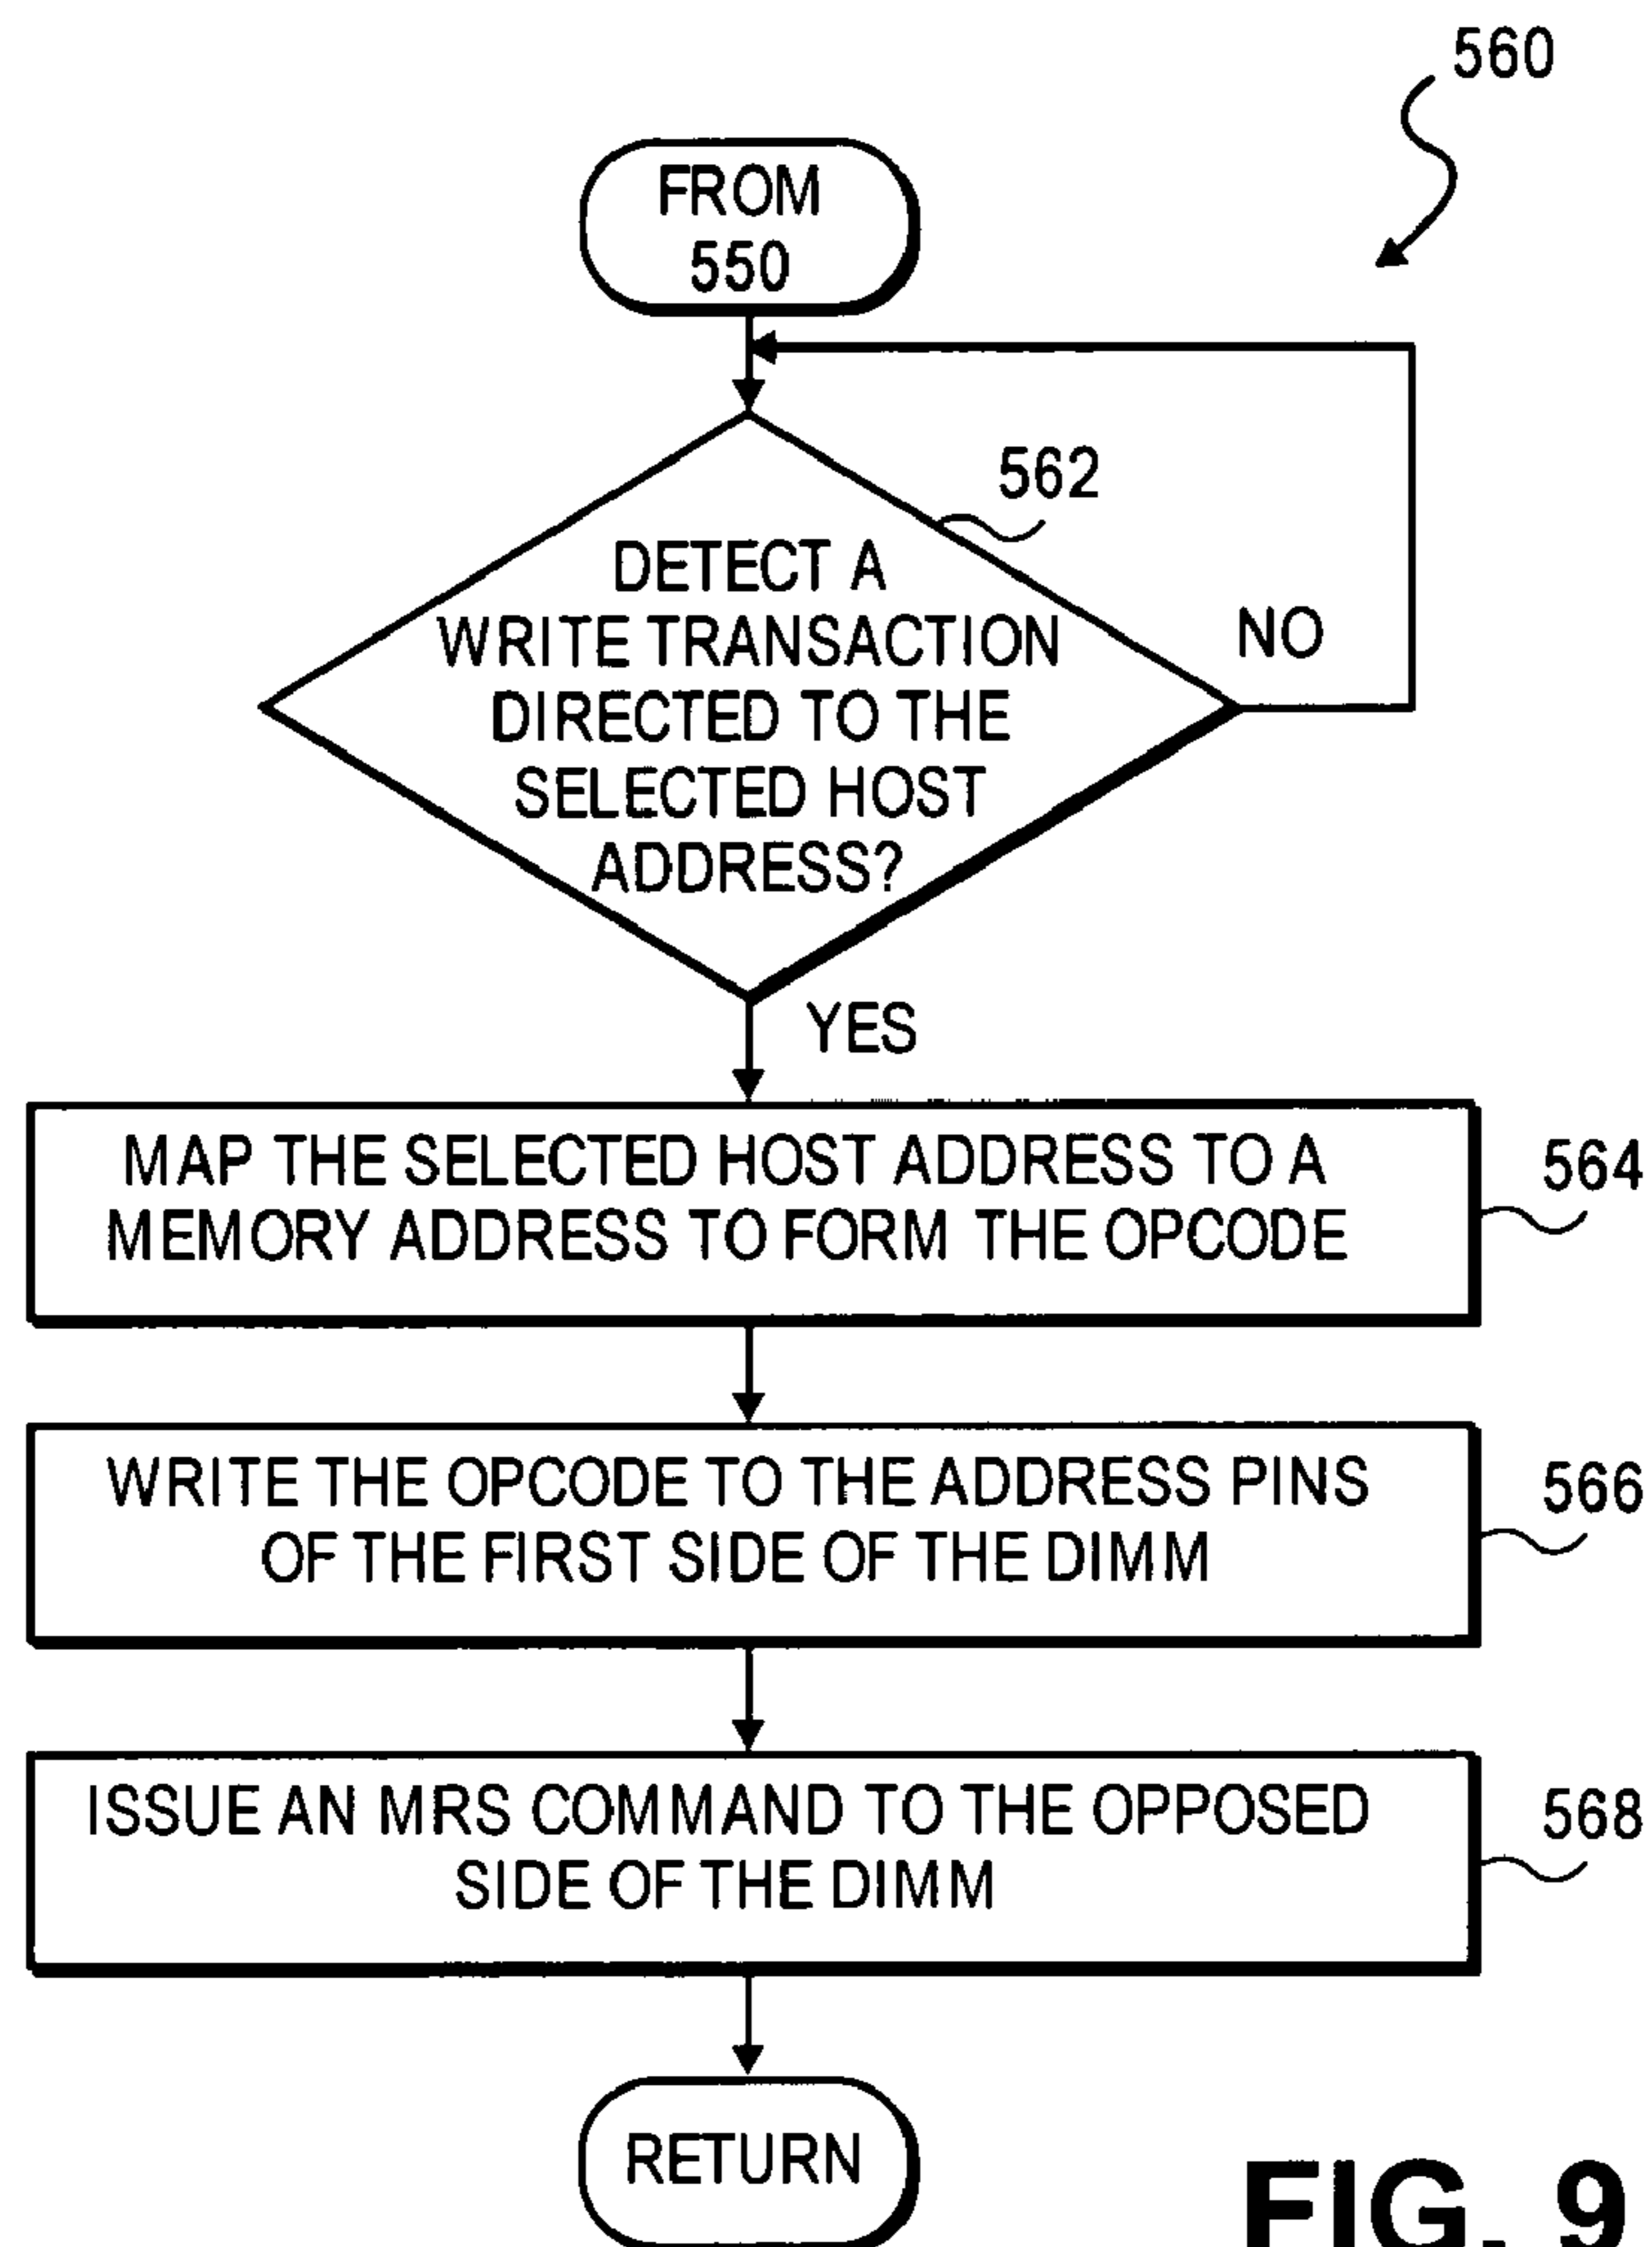 560
FROM
550
562
DETECT A
WRITE TRANSACTION
DIRECTED TO THE
SELECTED HOST
ADDRESS?
NO
YES
MAP THE SELECTED HOST ADDRESS TO A
MEMORY ADDRESS TO FORM THE OPCODE
564
WRITE THE OPCODE TO THE ADDRESS PINS
OF THE FIRST SIDE OF THE DIMM
566
ISSUE AN MRS COMMAND TO THE OPPOSED
SIDE OF THE DIMM
568
RETURN
FIG. 9